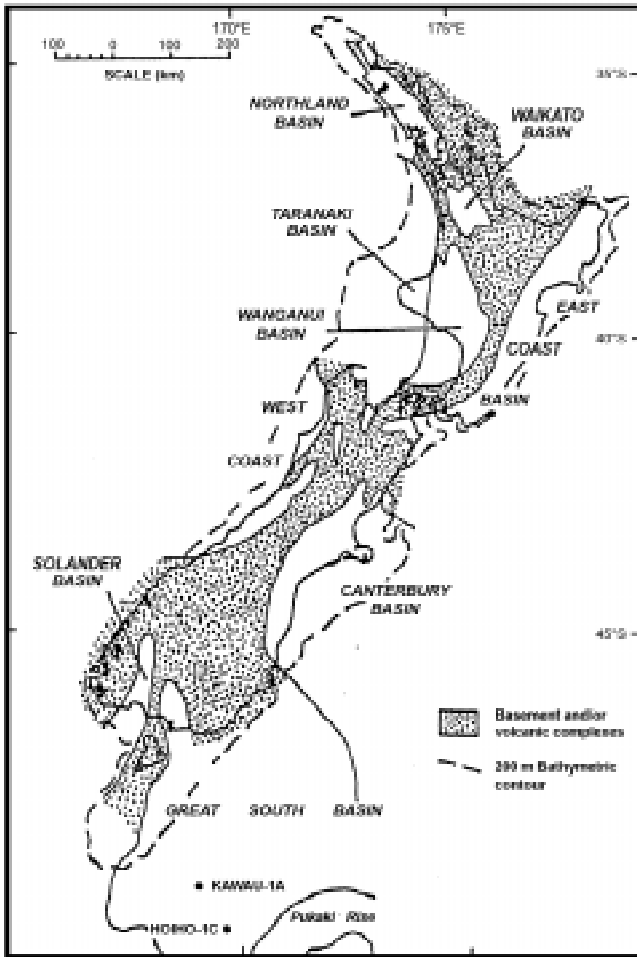 170°E
175°E
100 0 100 200
SCALE (km)
35°S
NORTHLAND
BASIN
WAIKATO
BASIN
TARANAKI
BASIN
WANGANUI
BASIN
EAST
40°S
COAST
BASIN
WEST
COAST
SOLANDER
BASIN
CANTERBURY
BASIN
45°S
Basement and/or
volcanic complexes
200 m Bathymetric
contour
GREAT SOUTH BASIN
KAWAU-1A
Pukaki Rise
HOIHO-1C